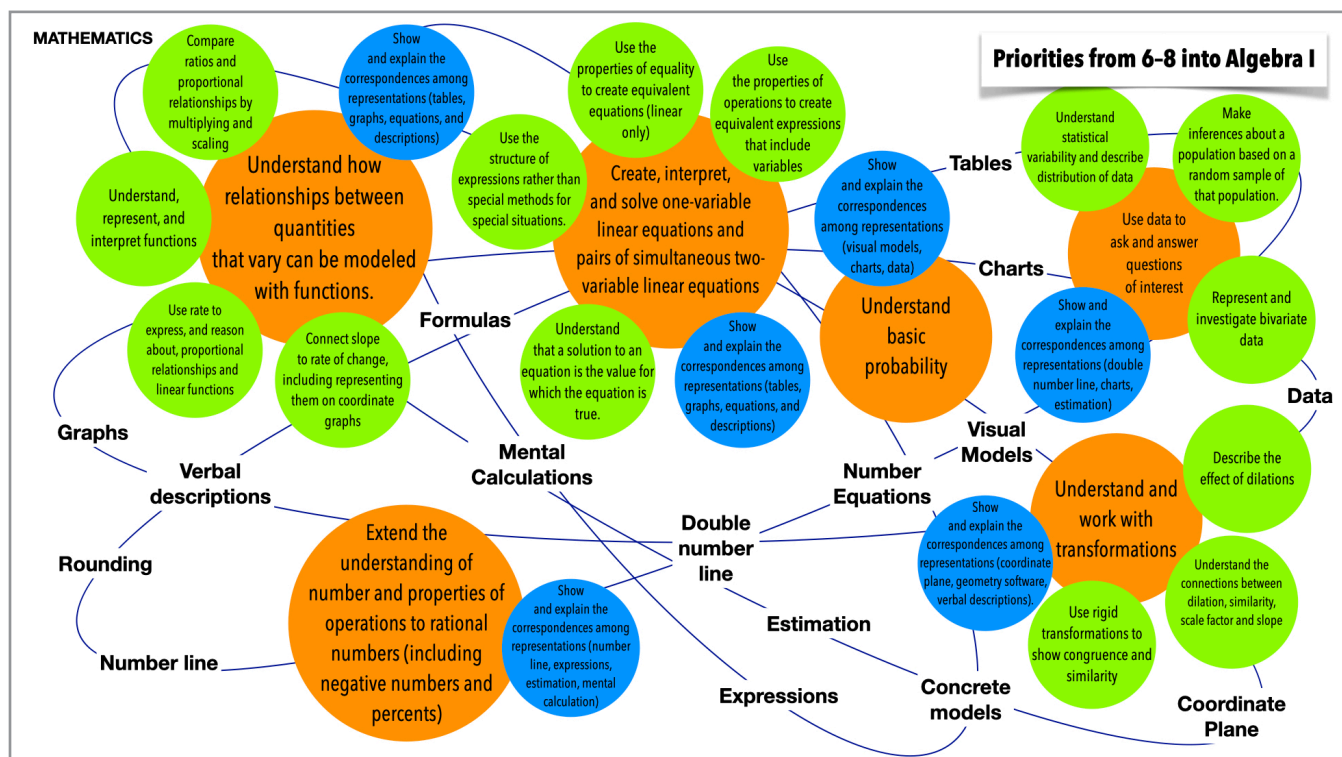 MATHEMATICS
Priorities from 6–8 into Algebra I
Compare
ratios and
proportional
relationships by
multiplying and
scaling
Show
and explain the
correspondences among
representations (tables,
graphs, equations, and
descriptions)
Understand,
represent, and
interpret functions
Understand how
relationships between
quantities
that vary can be modeled
with functions.
Use rate to
express, and reason
about, proportional
relationships and
linear functions
Connect slope
to rate of change,
including representing
them on coordinate
graphs
Use the
properties of equality
to create equivalent
equations (linear
only)
Use
the properties of
operations to create
equivalent expressions
that include
variables
Use the
structure of
expressions rather than
special methods for
special situations.
Create, interpret,
and solve one-variable
linear equations and
pairs of simultaneous two-
variable linear equations
Understand
that a solution to an
equation is the value for
which the equation is
true.
Show
and explain the
correspondences among
representations (tables,
graphs, equations, and
descriptions)
Show
and explain the
correspondences
among representations
(visual models,
charts, data)
Understand
basic
probability
Tables
Charts
Understand
statistical
variability and describe
distribution of data
Make
inferences about a
population based on a
random sample of
that population.
Use data to
ask and answer
questions
of interest
Show and
explain the
correspondences among
representations (double
number line, charts,
estimation)
Represent and
investigate bivariate
data
Data
Formulas
Graphs
Verbal
descriptions
Mental
Calculations
Number
Equations
Visual
Models
Rounding
Number line
Extend the
understanding of
number and properties of
operations to rational
numbers (including
negative numbers and
percents)
Show
and explain the
correspondences among
representations (number
line, expressions,
estimation, mental
calculation)
Double
number
line
Estimation
Expressions
Concrete
models
Show
and explain the
correspondences among
representations (coordinate
plane, geometry software,
verbal descriptions).
Understand and
work with
transformations
Describe the
effect of dilations
Understand the
connections between
dilation, similarity,
scale factor and slope
Use rigid
transformations to
show congruence and
similarity
Coordinate
Plane